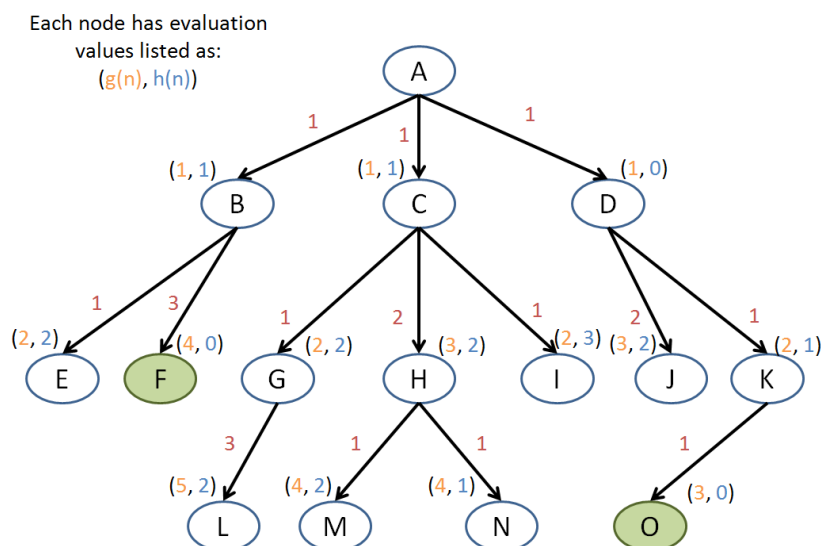 Each node has evaluation
values listed as:
(g(n), h(n))
A
1
1
1
(1, 1)
(1, 1)
(1, 0)
B
C
D
1
3
1
2
1
2
1
(2, 2)
(4, 0)
(2, 2)
(3, 2)
(2, 3)
(3, 2)
(2, 1)
E
F
G
H
I
J
K
3
1
1
1
(5, 2)
(4, 2)
(4, 1)
(3, 0)
L
M
N
O